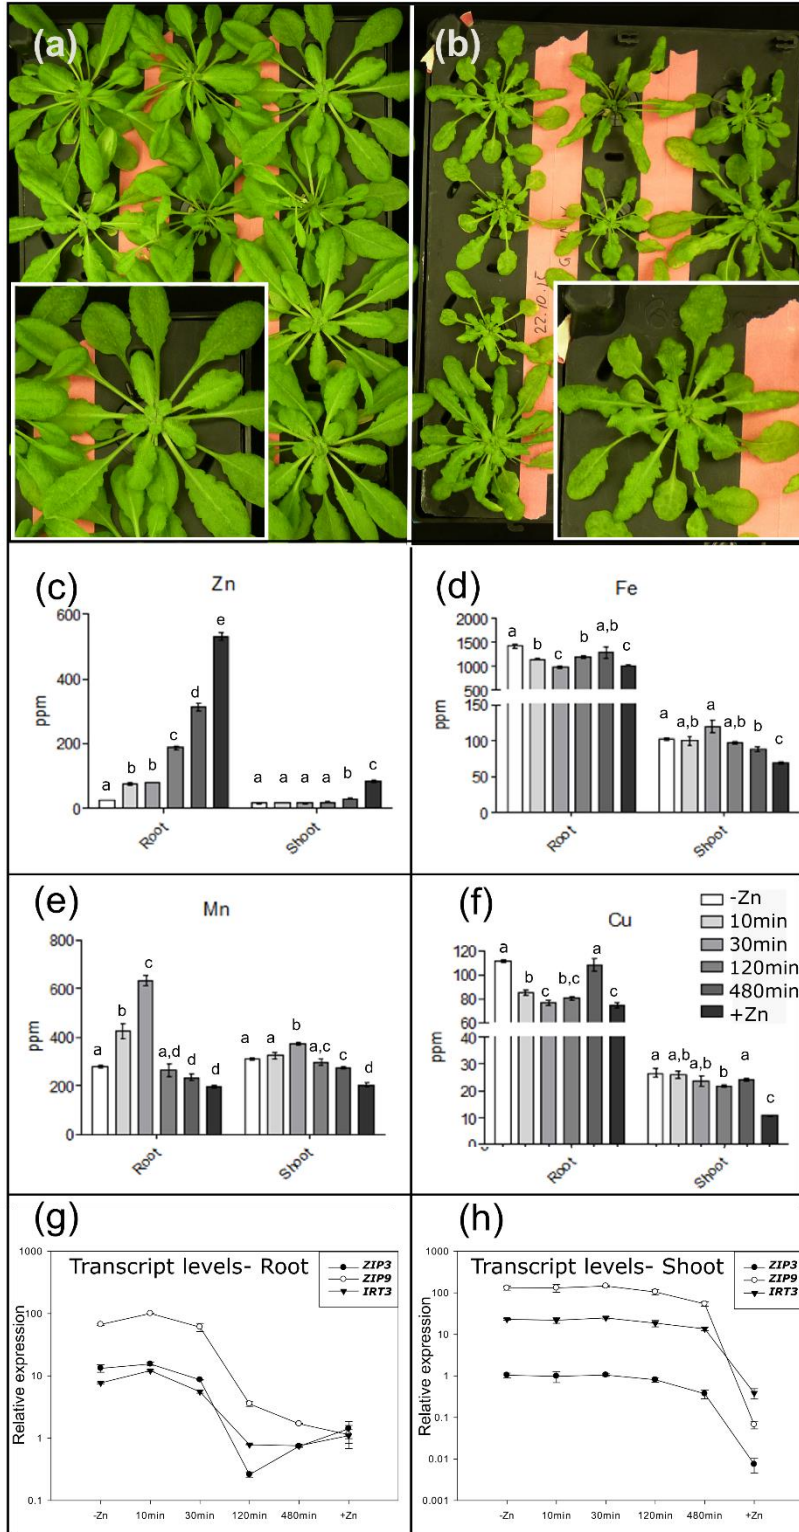 (a)
(b)
22.10.15
(c)
Zn
ppm
600
400
200
0
a
b
b
c
d
e
a
a
a
a
b
c
Root
Shoot
(d)
Fe
ppm
2000
1500
1000
500
150
100
50
0
a
b
c
b
a,b
c
a
a,b
a
a,b
b
c
Root
Shoot
(e)
Mn
ppm
800
600
400
200
0
a
b
c
a,d
d
d
a
a
b
a,c
c
d
Root
Shoot
(f)
Cu
-Zn
10min
30min
120min
480min
+Zn
ppm
120
100
80
60
40
30
20
10
0
a
b
c
b,c
a
c
a
a,b
a,b
b
a
c
Root
Shoot
(g)
Transcript levels- Root
ZIP3
ZIP9
IRT3
Relative expression
1000
100
10
1
0.1
-Zn 10min 30min 120min 480min +Zn
(h)
Transcript levels- Shoot
ZIP3
ZIP9
IRT3
Relative expression
1000
100
10
1
0.1
0.01
0.001
-Zn 10min 30min 120min 480min +Zn